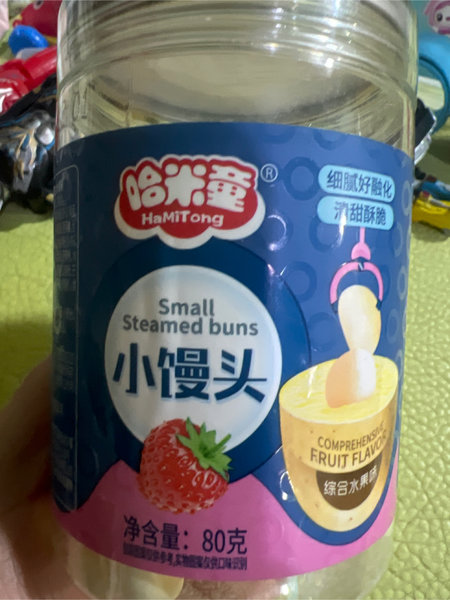 哈米童®
HaMiTong
细腻好融化
清甜酥脆
Small
Steamed buns
小馒头
COMPREHENSIVE
FRUIT FLAVOR
综合水果味
净含量：80克